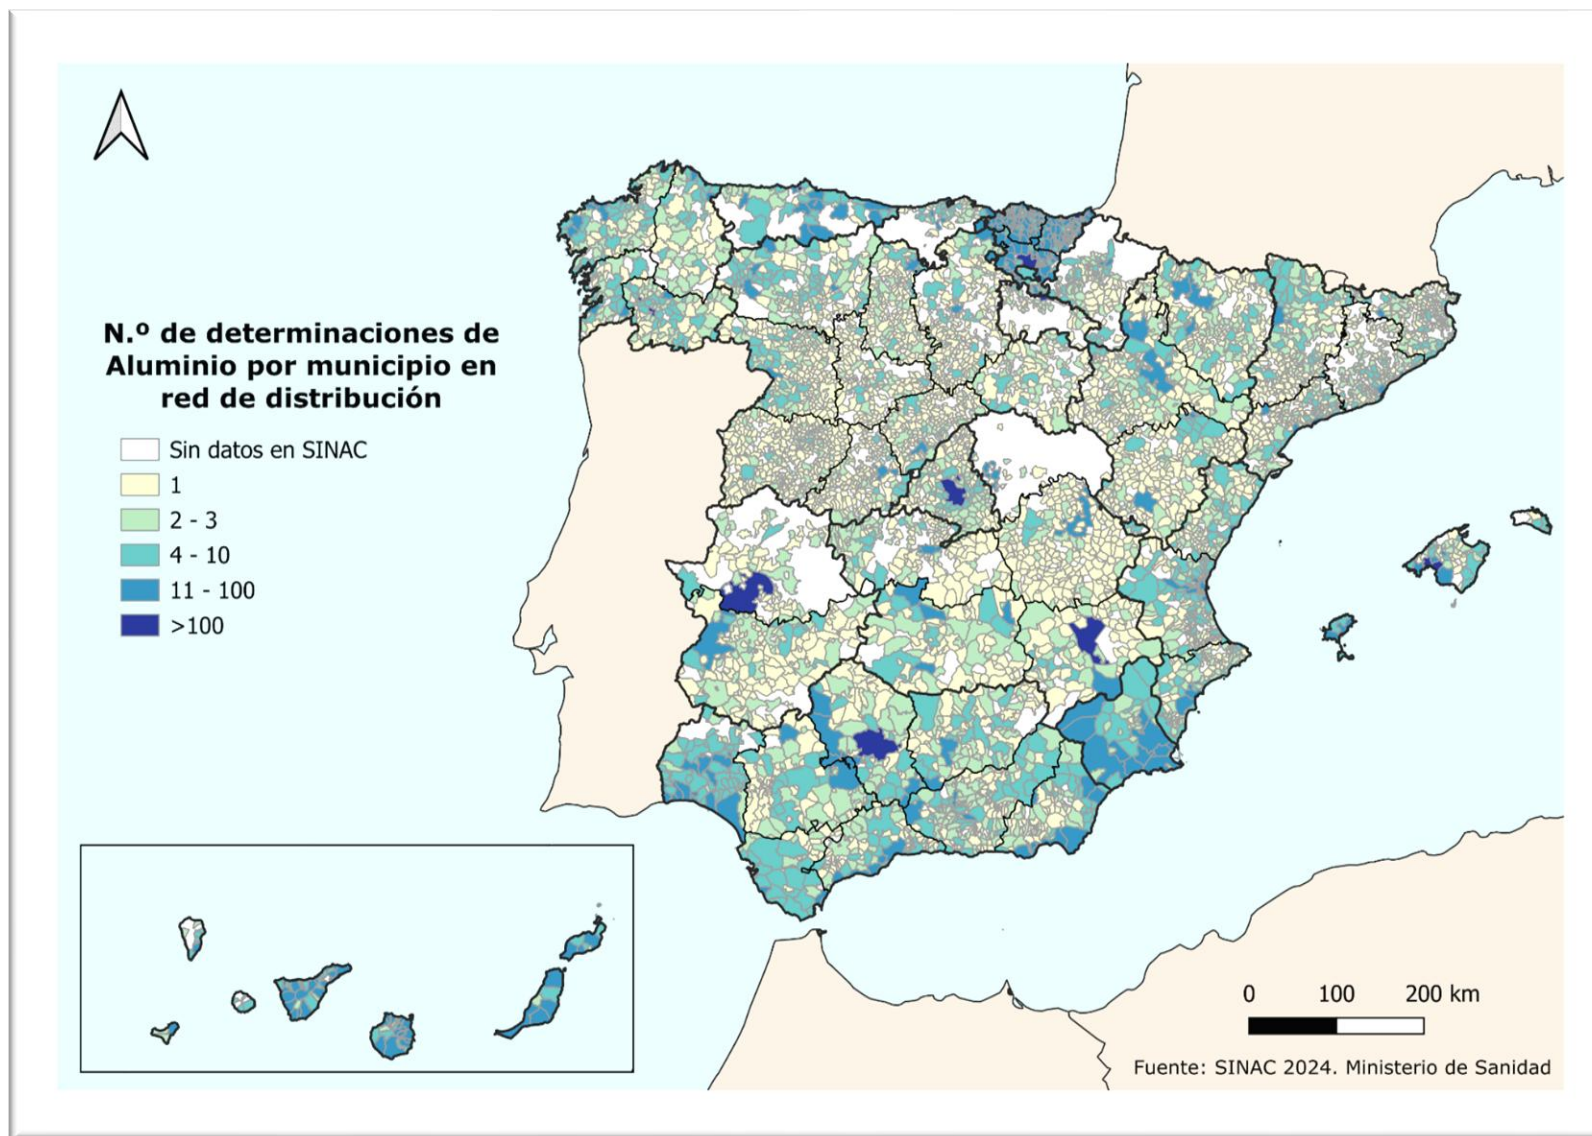 N.º de determinaciones de
Aluminio por municipio en
red de distribución
Sin datos en SINAC
1
2 - 3
4 - 10
11 - 100
>100
0 100 200 km
Fuente: SINAC 2024. Ministerio de Sanidad